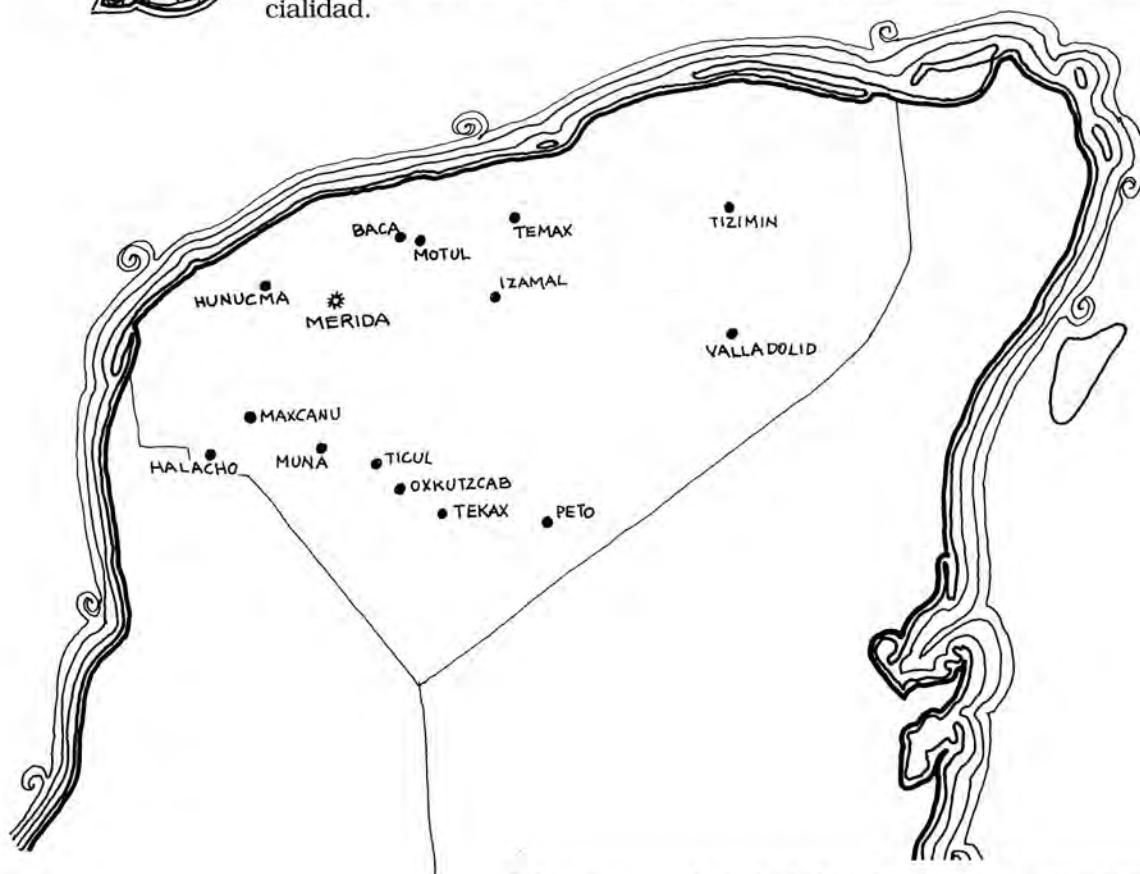 cialidad.
TIZIMIN
TEMAX
BACA
MOTUL
IZAMAL
HUNUCMA
MERIDA
VALLADOLID
MAXCANU
HALACHO
MUNA
TICUL
OXKUTZCAB
TEKAX
PETO